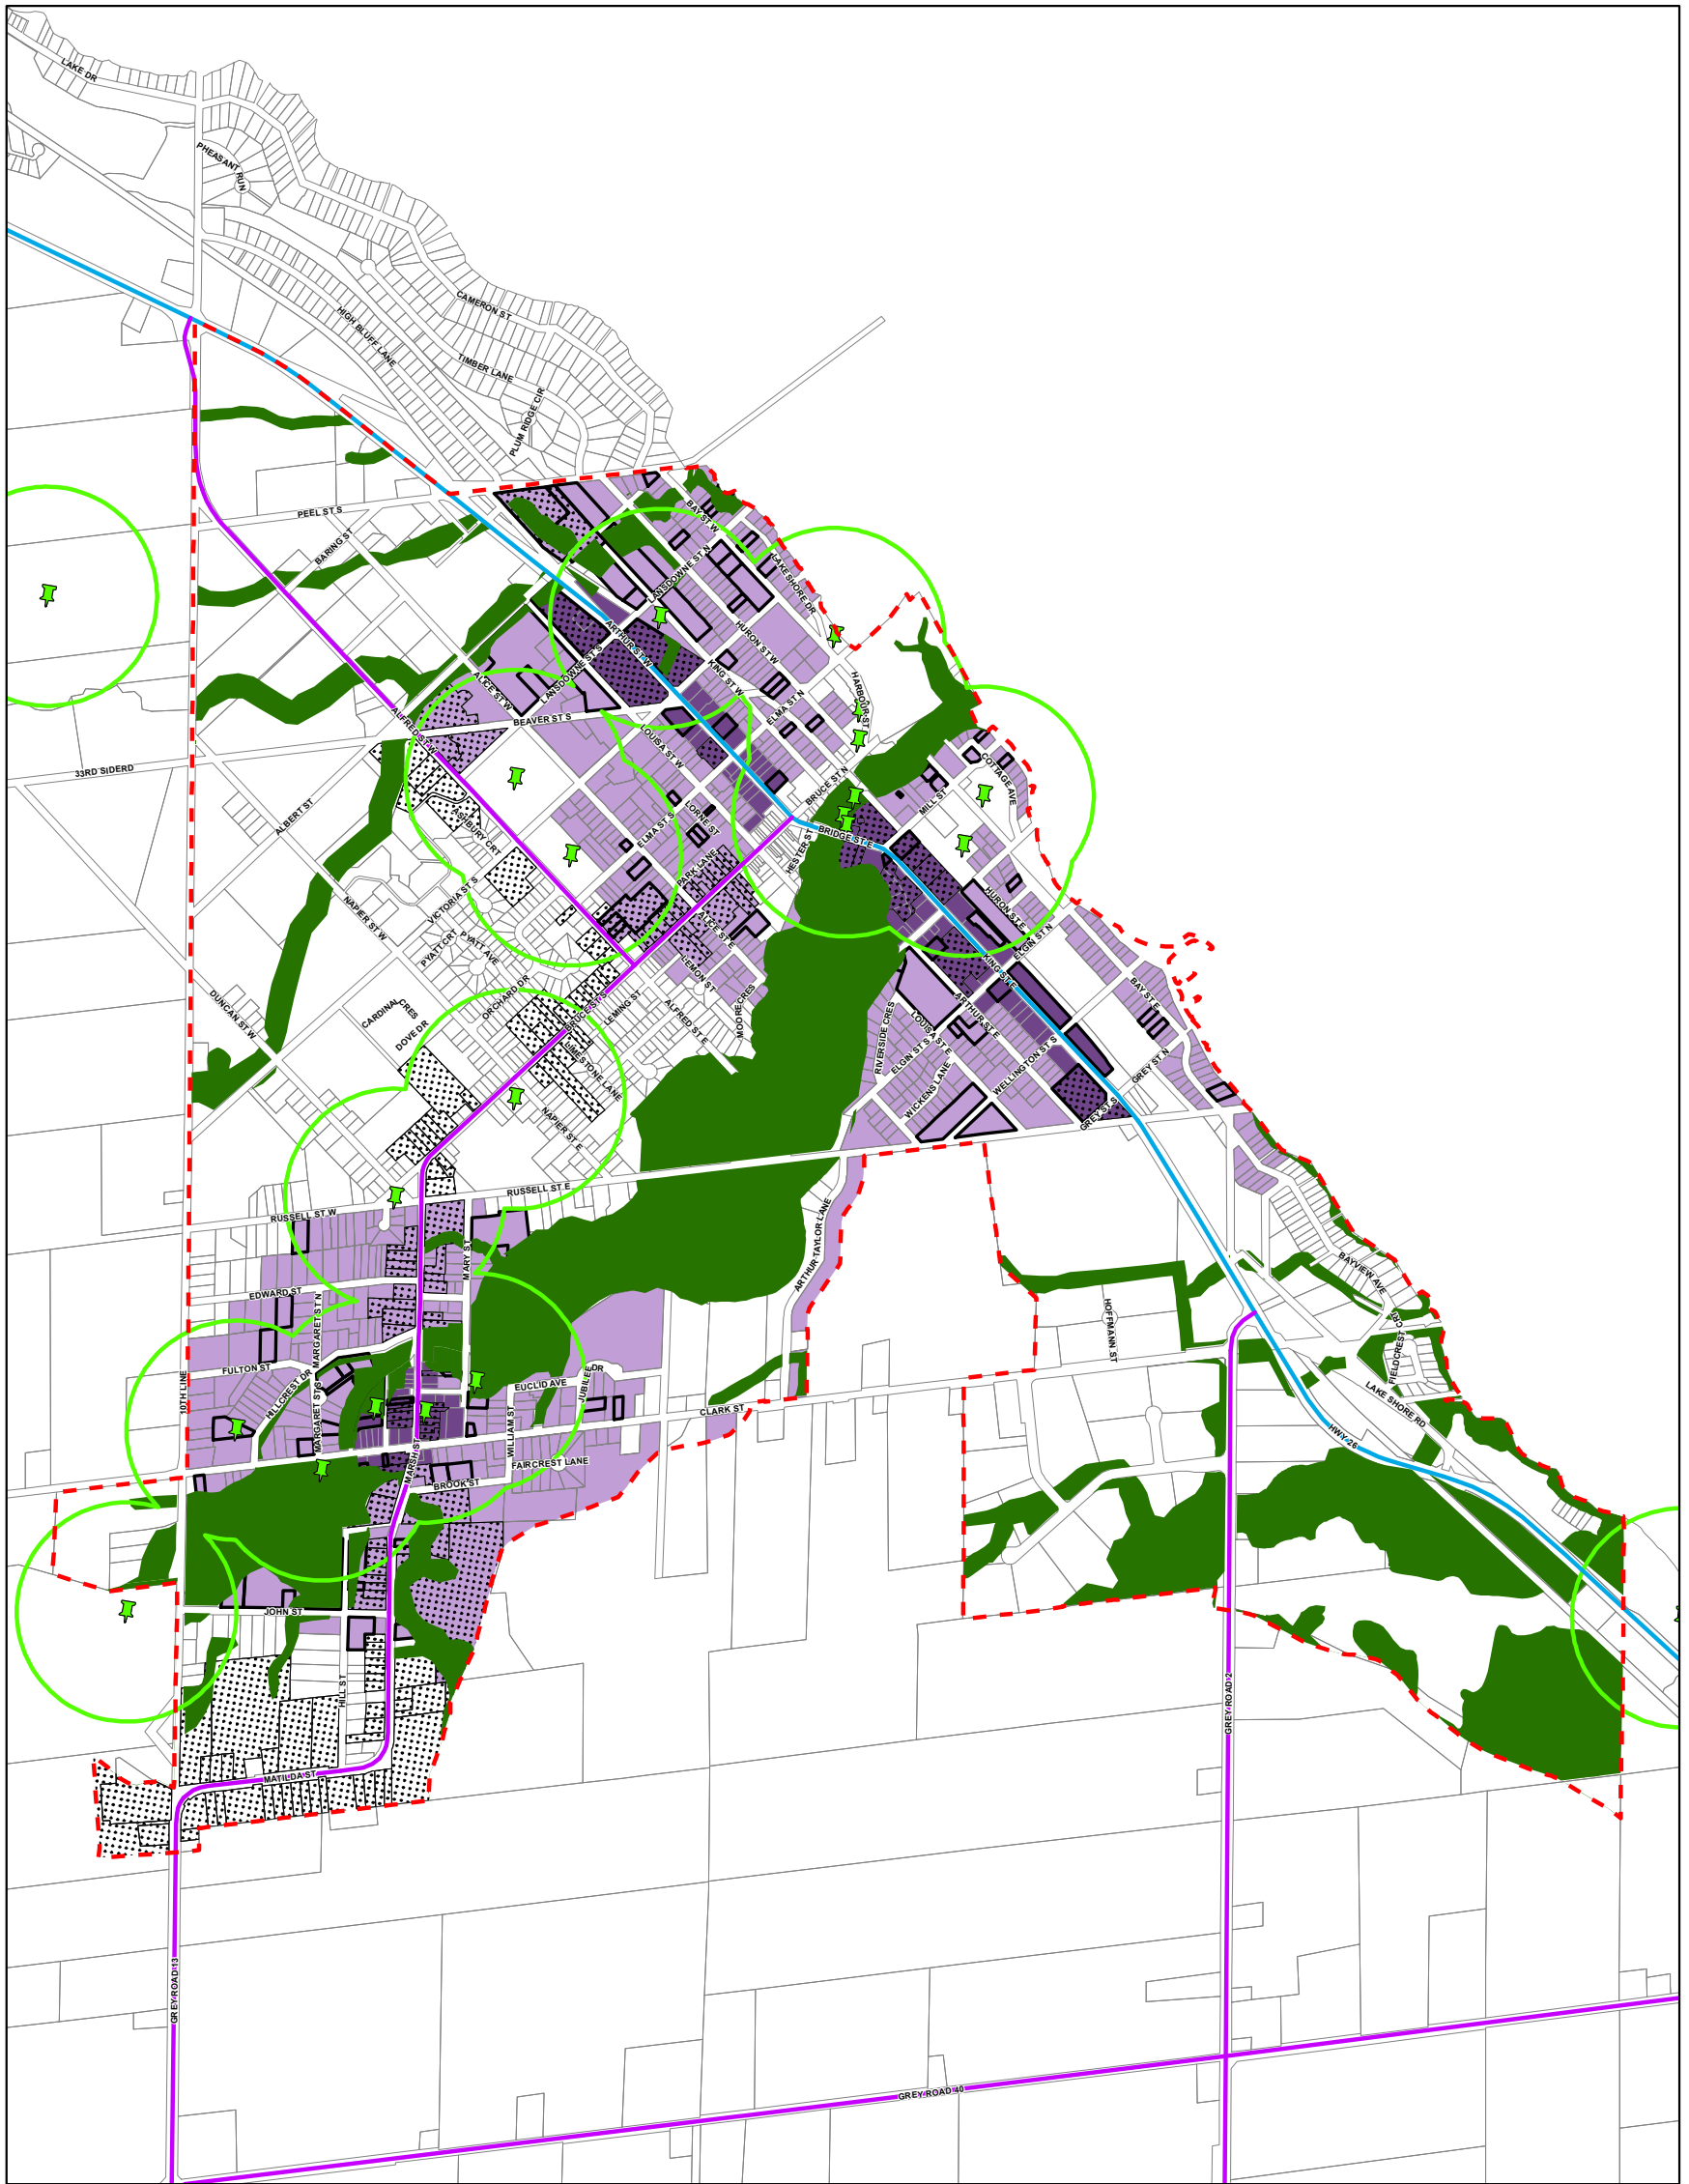 LAKE DR
PHEASANT RUN
CAMERON ST
HIGH BLUFF LANE
TIMBER LANE
PLUM RIDGE CIR
PEEL ST S
BARING ST
BAY ST W
LANSDOWNE ST N
LAKESHORE DR
ARTHUR ST W
HURON ST W
LANSDOWNE ST S
KING ST W
ALICE ST W
ELMA ST N
HARBOUR ST
BEAVER ST S
ALFRED ST W
LOUISA ST W
33RD SIDERD
COTTAGE AVE
BRUCE ST N
MILL ST
ALBERT ST
ASHBURY CRT
LORNE ST
ELMA ST S
BRIDGE ST E
HESTER ST
PARK LANE
VICTORIA ST S
NAPIER ST W
HURON ST E
PYATT CRT
PYATT AVE
ALICE ST E
ELGIN ST N
LEMON ST
KING ST E
BAY ST E
ORCHARD DR
CARDINAL CRES
DOVE DR
DUNCAN ST W
BRUCE ST S
LEMING ST
ALFRED ST E
MOORE CRES
RIVERSIDE CRES
ARTHUR ST E
LOUISA ST E
ELGIN ST S
LIMESTONE LANE
WICKENS LANE
WELLINGTON ST S
GREY ST N
GREY ST S
NAPIER ST E
RUSSELL ST E
RUSSELL ST W
MARY ST
ARTHUR TAYLOR LANE
BAYVIEW AVE
EDWARD ST
MARGARET ST N
HOFFMANN ST
FIELDCREST CRT
FULTON ST
HILLCREST DR
MARGARET ST S
10TH LINE
EUCLID AVE
JUBILEE DR
WILLIAM ST
CLARK ST
LAKE SHORE RD
HWY 26
MARSH ST
FAIRCREST LANE
BROOK ST
JOHN ST
HILL ST
MATILDA ST
GREY ROAD 2
GREY ROAD 13
GREY ROAD 40